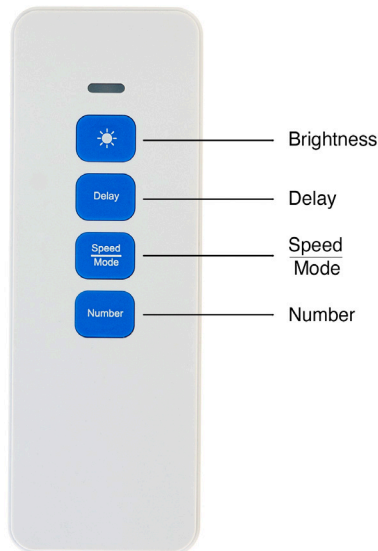 Brightness
Delay
Delay
Speed
Mode
Speed
Mode
Number
Number